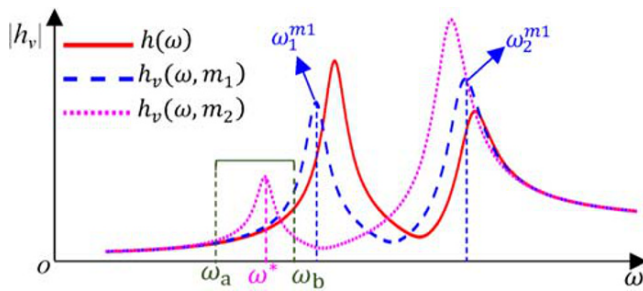 |h_v|
h(ω)
h_v(ω, m_1)
h_v(ω, m_2)
ω_1^{m1}
ω_2^{m1}
o
ω_a
ω*
ω_b
ω